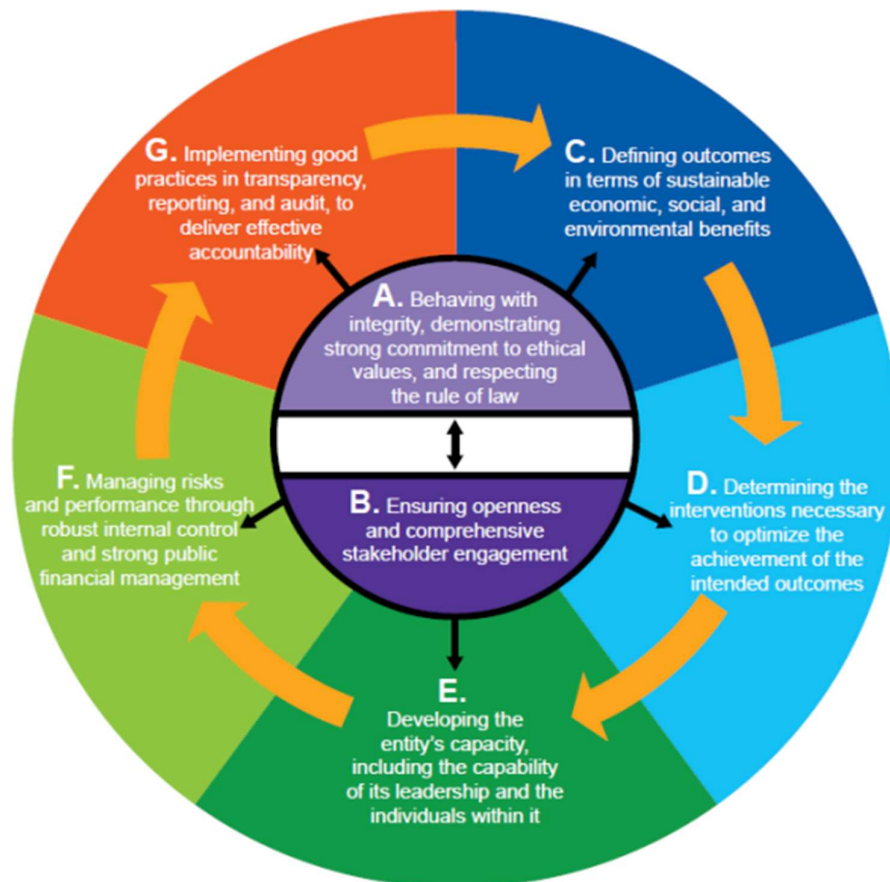 A. Behaving with
integrity, demonstrating
strong commitment to ethical
values, and respecting
the rule of law
B. Ensuring openness
and comprehensive
stakeholder engagement
C. Defining outcomes
in terms of sustainable
economic, social, and
environmental benefits
D. Determining the
interventions necessary
to optimize the
achievement of the
intended outcomes
E.
Developing the
entity's capacity,
including the capability
of its leadership and the
individuals within it
F. Managing risks
and performance through
robust internal control
and strong public
financial management
G. Implementing good
practices in transparency,
reporting, and audit, to
deliver effective
accountability